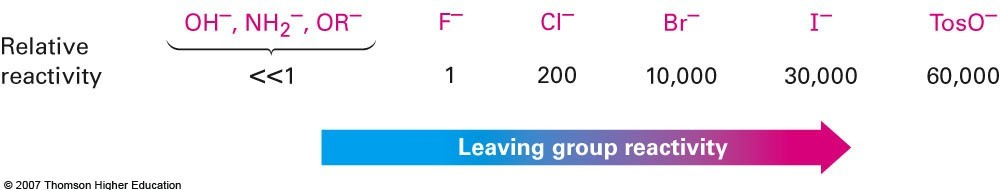 OH⁻, NH₂⁻, OR⁻ F⁻ Cl⁻ Br⁻ I⁻ TosO⁻
Relative
reactivity <<1 1 200 10,000 30,000 60,000
Leaving group reactivity
© 2007 Thomson Higher Education